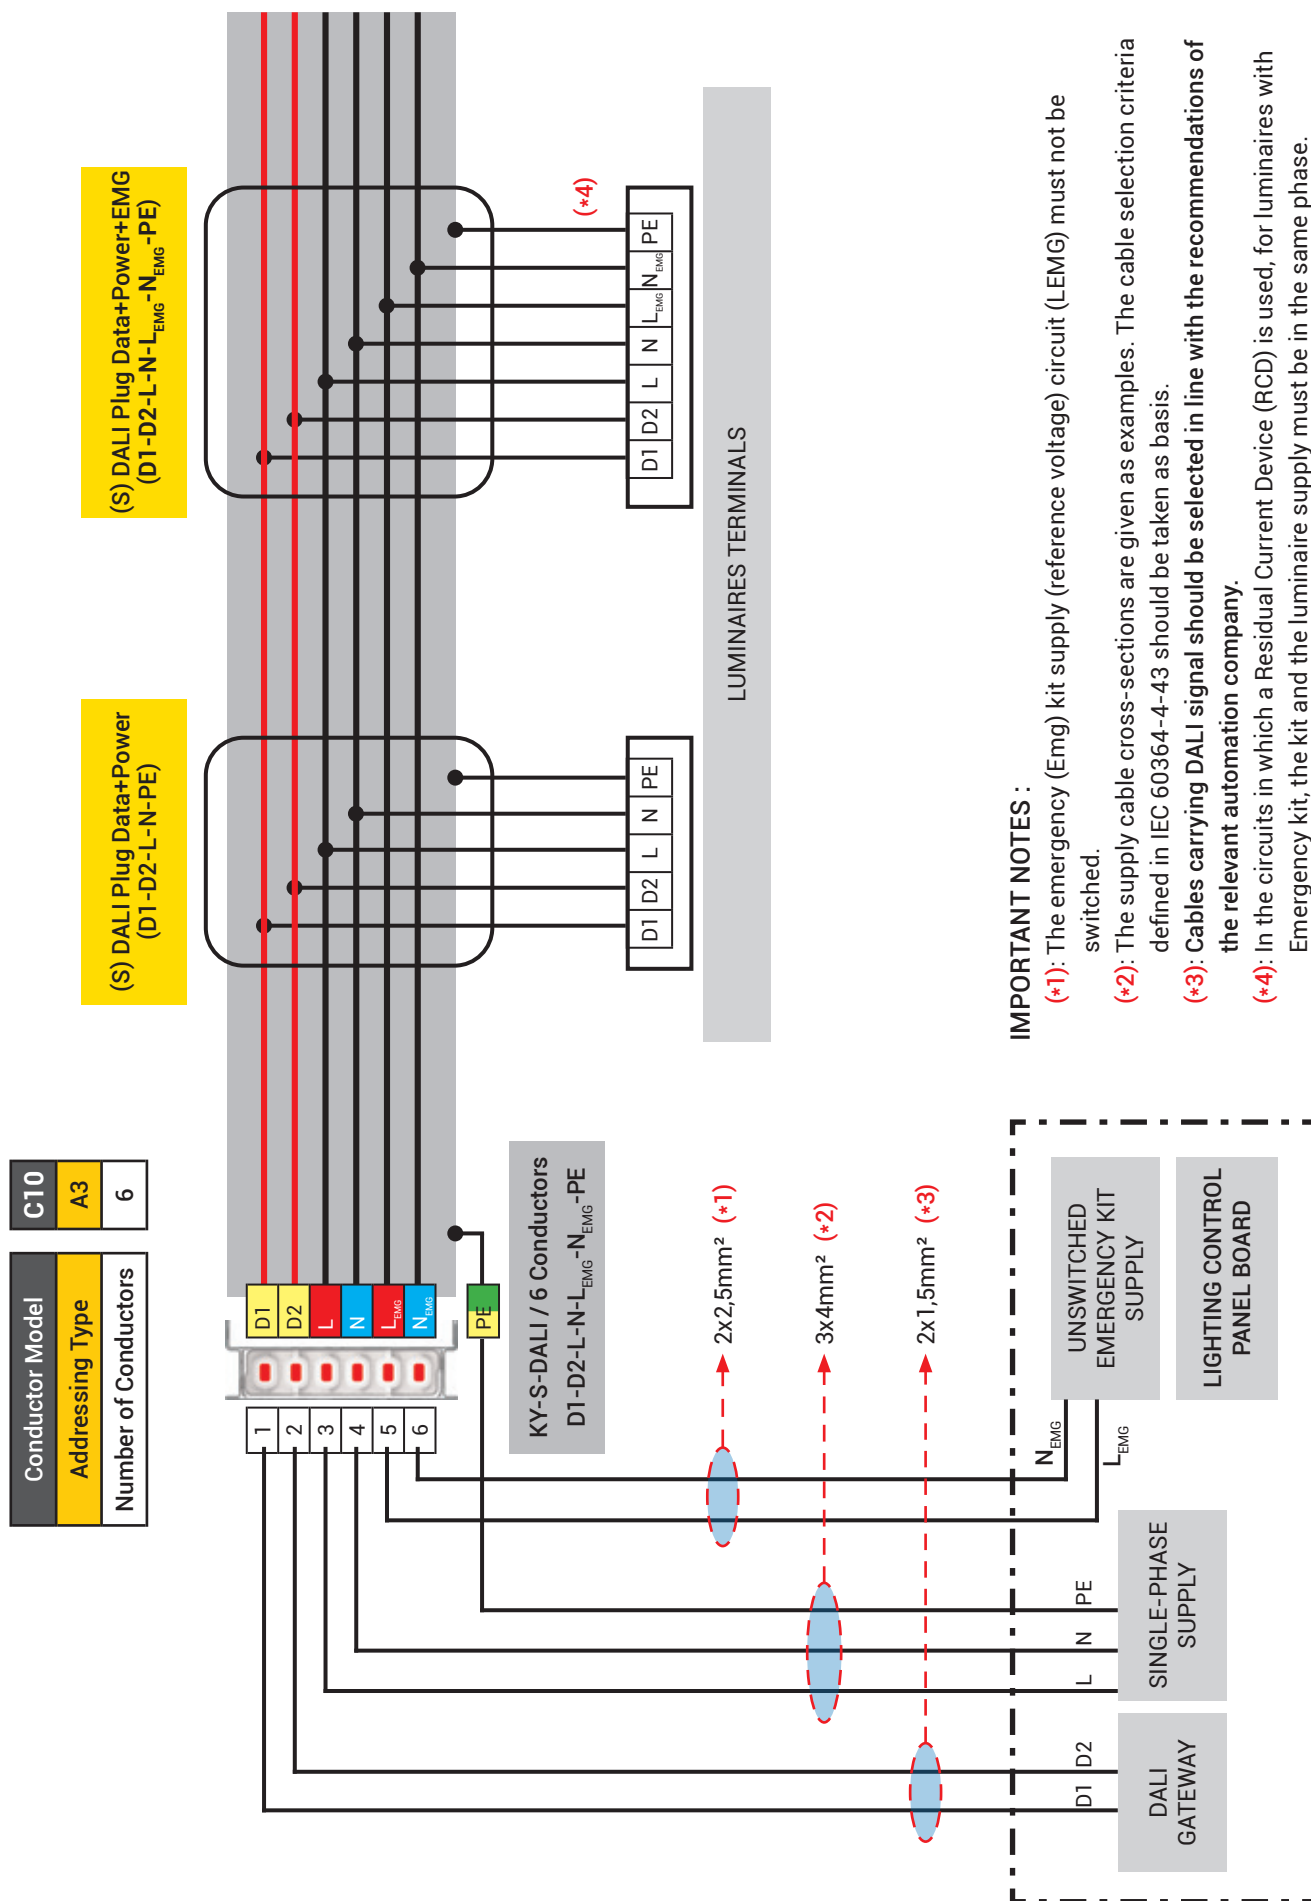 Conductor Model C10
Addressing Type A3
Number of Conductors 6
(S) DALI Plug Data+Power
(D1-D2-L-N-PE)
(S) DALI Plug Data+Power+EMG
(D1-D2-L-N-LEMG-NEMG-PE)
1 D1
2 D2
3 L
4 N
5 LEMG
6 NEMG
PE
KY-S-DALI / 6 Conductors
D1-D2-L-N-LEMG-NEMG-PE
(*4)
D1 D2 L N PE
D1 D2 L N LEMG NEMG PE
LUMINAIRES TERMINALS
2x2,5mm² (*1)
3x4mm² (*2)
2x1,5mm² (*3)
D1 D2
L N PE
NEMG
LEMG
DALI
GATEWAY
SINGLE-PHASE
SUPPLY
UNSWITCHED
EMERGENCY KIT
SUPPLY
LIGHTING CONTROL
PANEL BOARD
IMPORTANT NOTES :
(*1): The emergency (Emg) kit supply (reference voltage) circuit (LEMG) must not be
switched.
(*2): The supply cable cross-sections are given as examples. The cable selection criteria
defined in IEC 60364-4-43 should be taken as basis.
(*3): Cables carrying DALI signal should be selected in line with the recommendations of
the relevant automation company.
(*4): In the circuits in which a Residual Current Device (RCD) is used, for luminaires with
Emergency kit, the kit and the luminaire supply must be in the same phase.